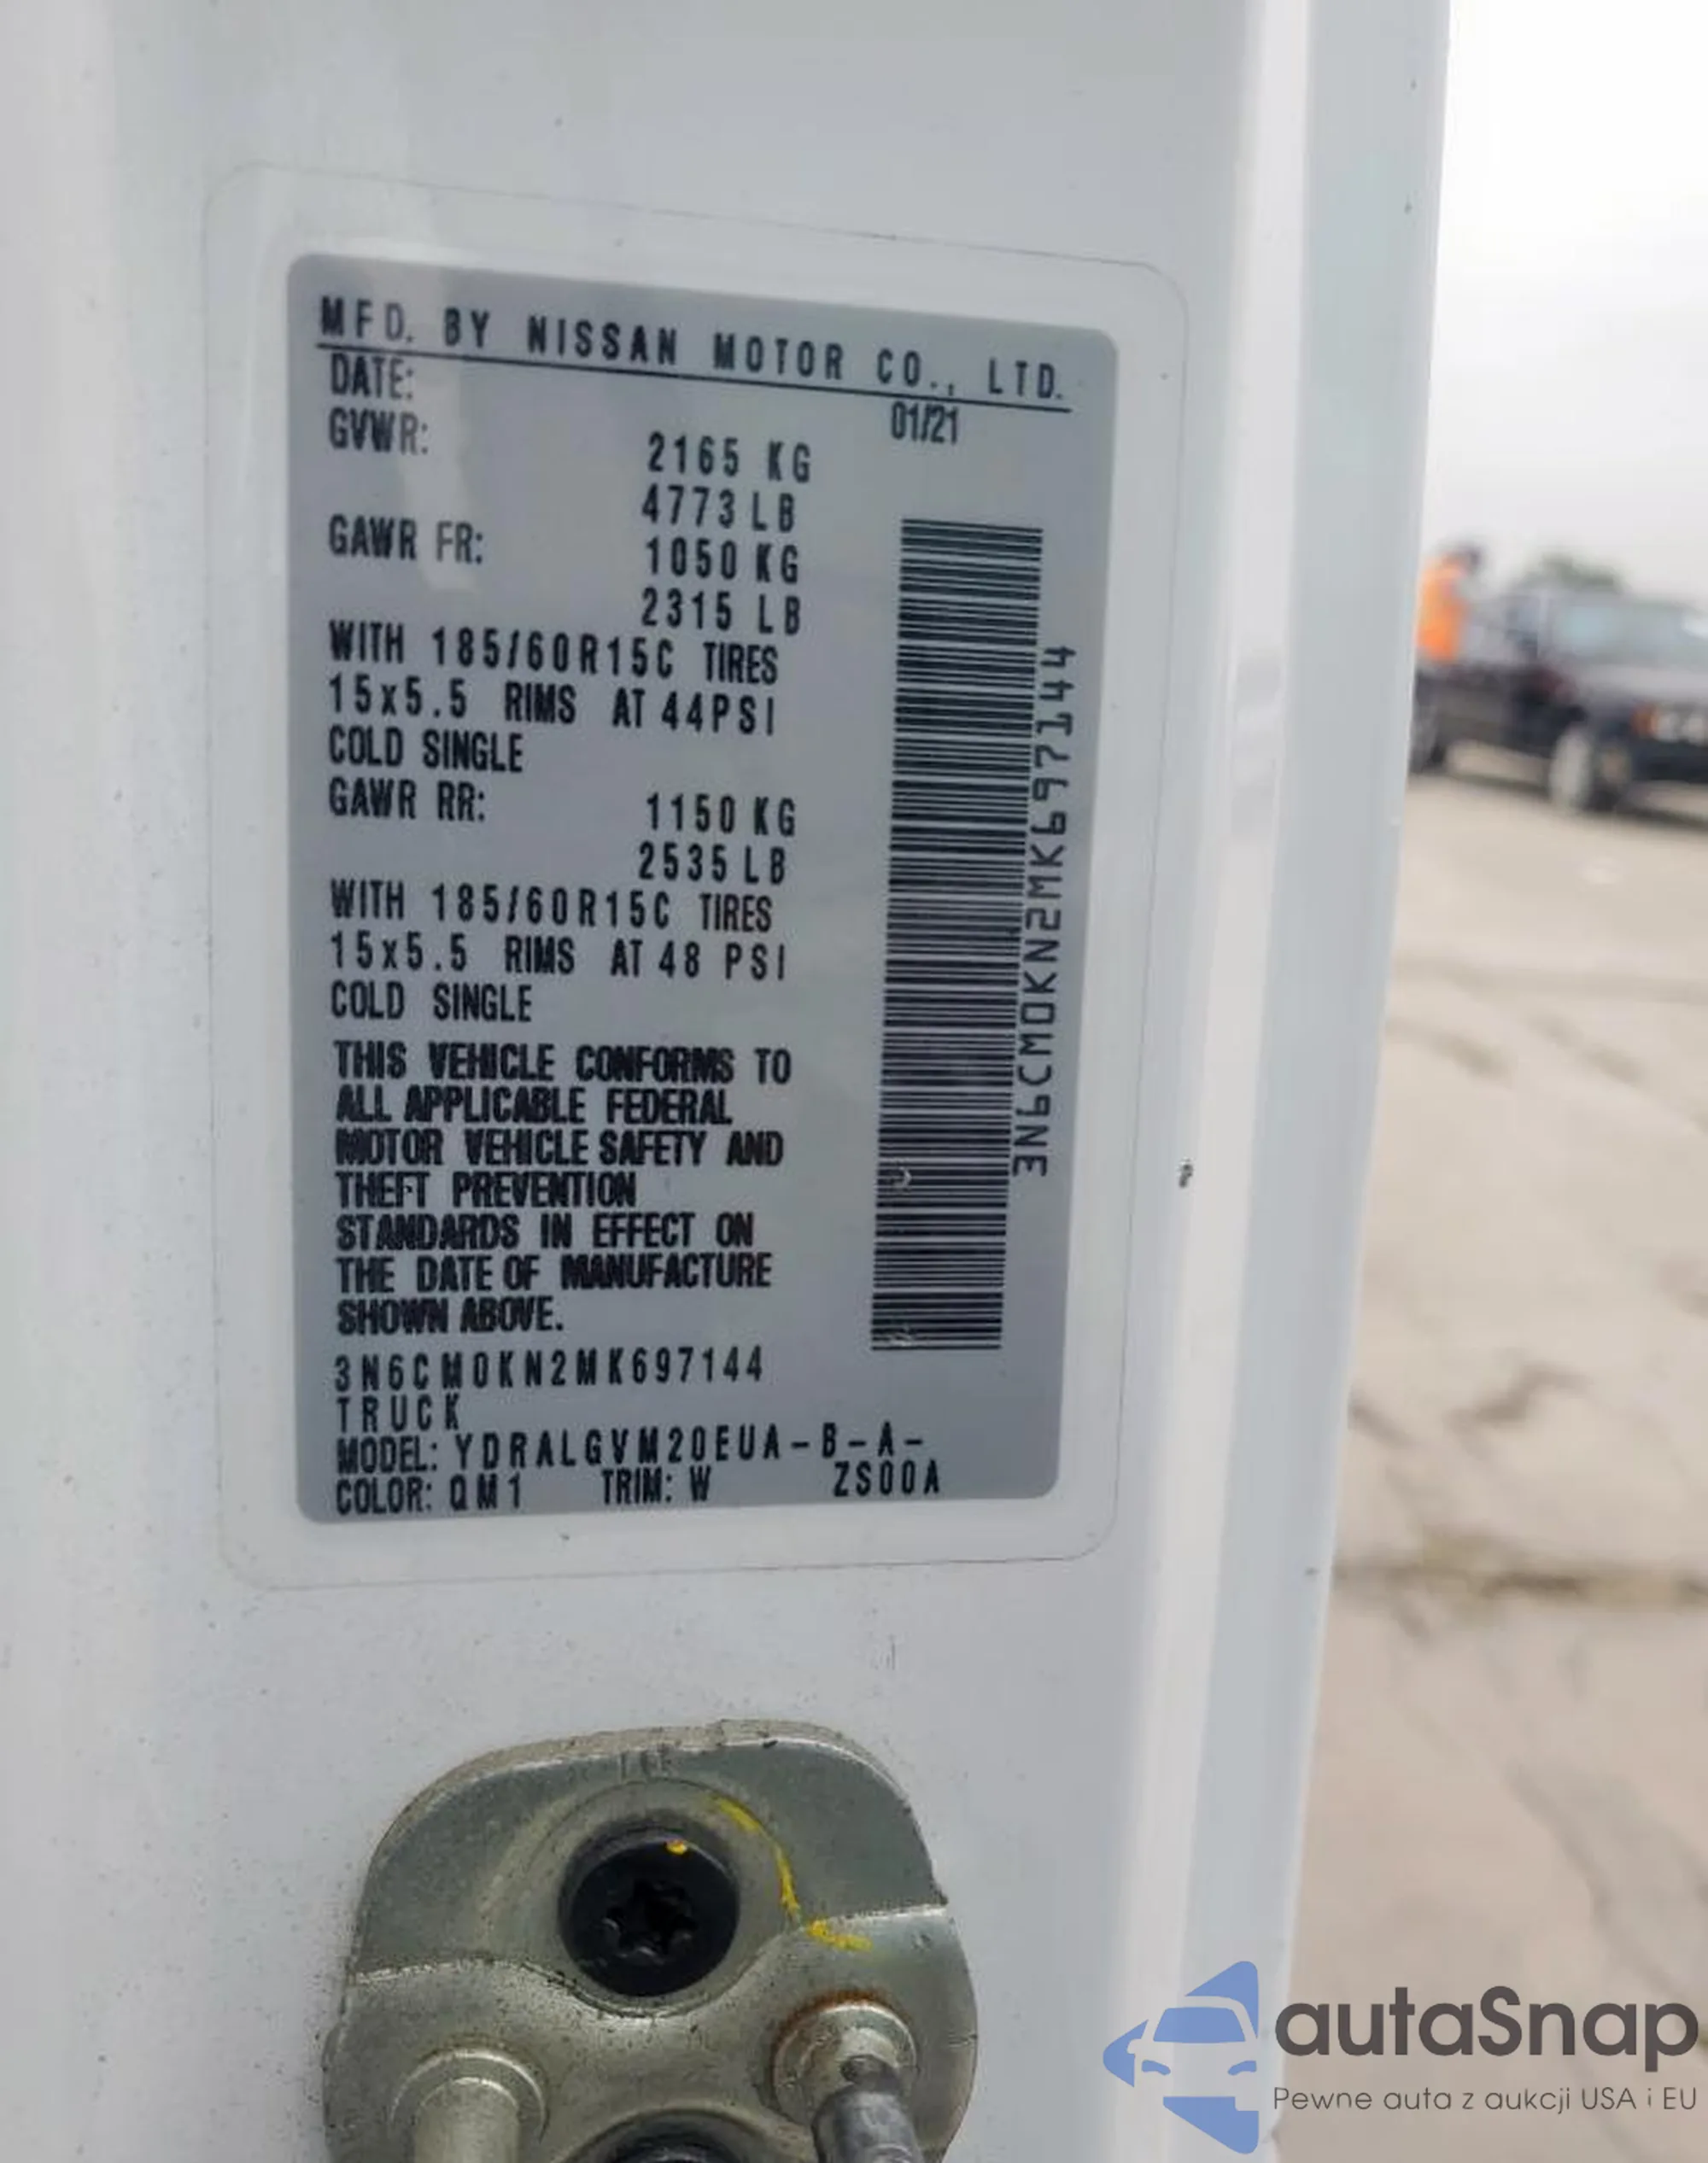 MFD. BY NISSAN MOTOR CO., LTD.
DATE: 01/21
GVWR: 2165 KG
4773 LB
GAWR FR: 1050 KG
2315 LB
WITH 185/60R15C TIRES
15x5.5 RIMS AT 44PSI
COLD SINGLE
GAWR RR: 1150 KG
2535 LB
WITH 185/60R15C TIRES
15x5.5 RIMS AT 48 PSI
COLD SINGLE
THIS VEHICLE CONFORMS TO
ALL APPLICABLE FEDERAL
MOTOR VEHICLE SAFETY AND
THEFT PREVENTION
STANDARDS IN EFFECT ON
THE DATE OF MANUFACTURE
SHOWN ABOVE.
3N6CM0KN2MK697144
TRUCK
MODEL: YDRALGVM20EUA-B-A-
COLOR: QM1 TRIM: W ZS00A
3N6CM0KN2MK697144
autaSnap
Pewne auta z aukcji USA i EU